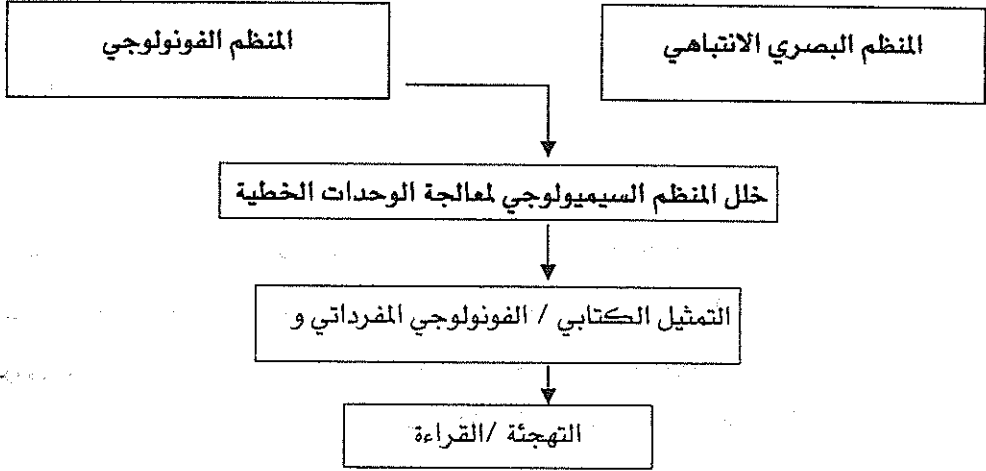 المنظم الفونولوجي
المنظم البصري الانتباهي
خلل المنظم السيميولوجي لمعالجة الوحدات الخطية
التمثيل الكتابي / الفونولوجي المفرداتي و
التهجئة /القراءة